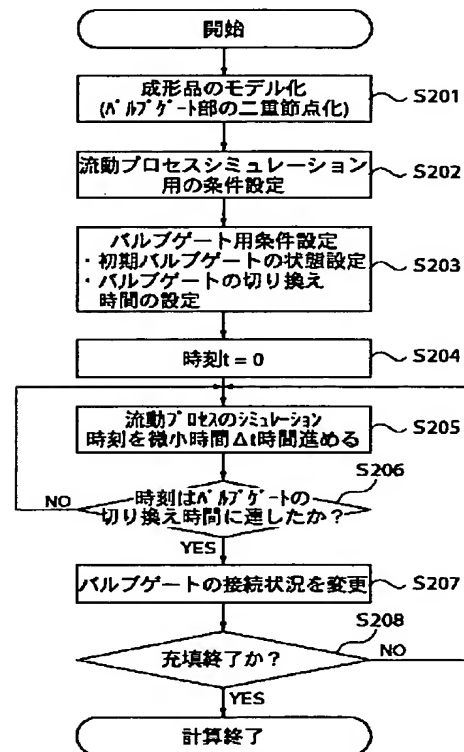 開始
成形品のモデル化
(バルブゲート部の二重節点化)
S201
流動プロセスシミュレーション
用の条件設定
S202
バルブゲート用条件設定
・初期バルブゲートの状態設定
・バルブゲートの切り換え
時間の設定
S203
時刻t = 0
S204
流動プロセスのシミュレーション
時刻を微小時間Δt時間進める
S205
S206
時刻はバルブゲートの
切り換え時間に達したか?
NO
YES
バルブゲートの接続状況を変更
S207
S208
充填終了か?
NO
YES
計算終了